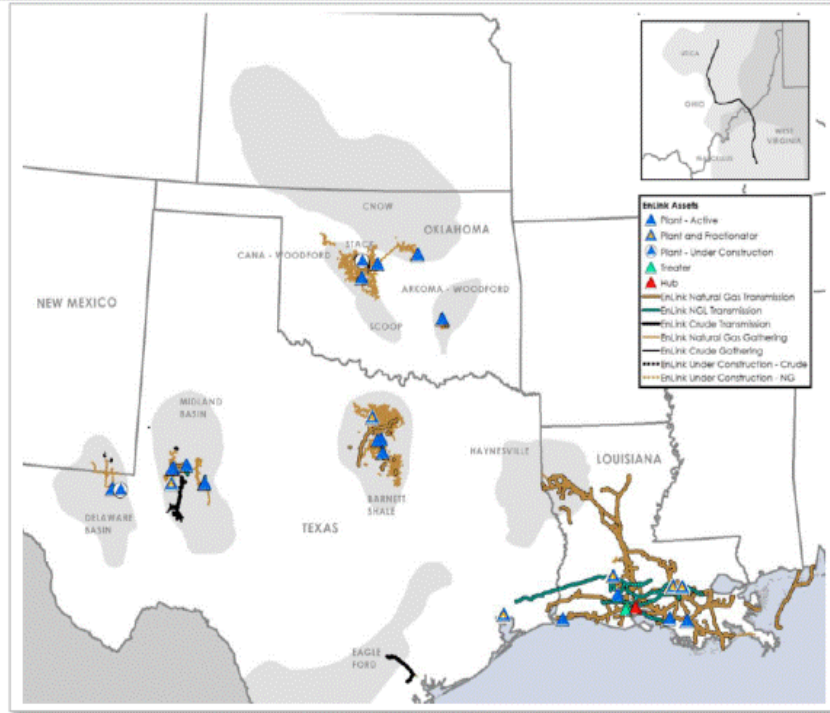 UTICA
OHIO
WEST
VIRGINIA
MARCELLUS
EnLink Assets
Plant - Active
Plant and Fractionator
Plant - Under Construction
Treater
Hub
EnLink Natural Gas Transmission
EnLink NGL Transmission
EnLink Crude Transmission
EnLink Natural Gas Gathering
EnLink Crude Gathering
EnLink Under Construction - Crude
EnLink Under Construction - NG
CNOW
OKLAHOMA
STACK
CANA - WOODFORD
ARKOMA - WOODFORD
NEW MEXICO
SCOOP
MIDLAND
BASIN
HAYNESVILLE
LOUISIANA
BARNETT
SHALE
DELAWARE
BASIN
TEXAS
EAGLE
FORD